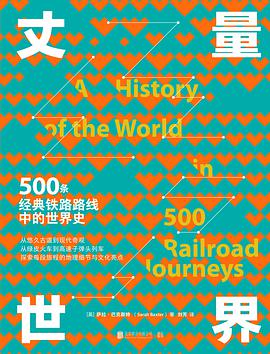 丈量
A History
of the World
in
500
Railroad
Journeys
500条
经典铁路路线
中的世界史
从悠久古道到现代奇观
从绿皮火车到高速子弹头列车
探索每段旅程的地理细节与文化亮点
[英] 萨拉·巴克斯特 (Sarah Baxter) 著 刘芳 译
世界